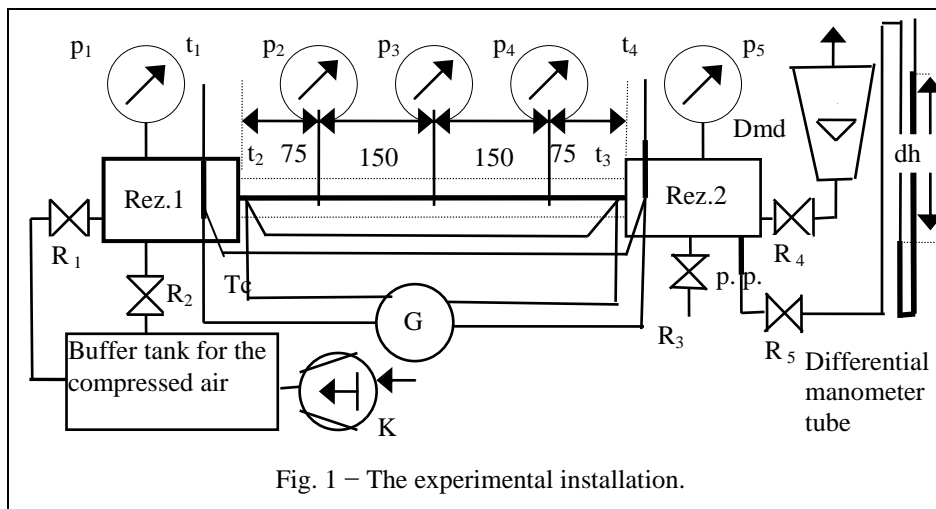 p1 t1 p2 p3 p4 t4 p5
Dmd
dh
t2 75 150 150 75 t3
Rez.1
Rez.2
R1
R2
Tc
G
R3
p. p.
R4
R5
Buffer tank for the
compressed air
K
Differential
manometer
tube
Fig. 1 − The experimental installation.